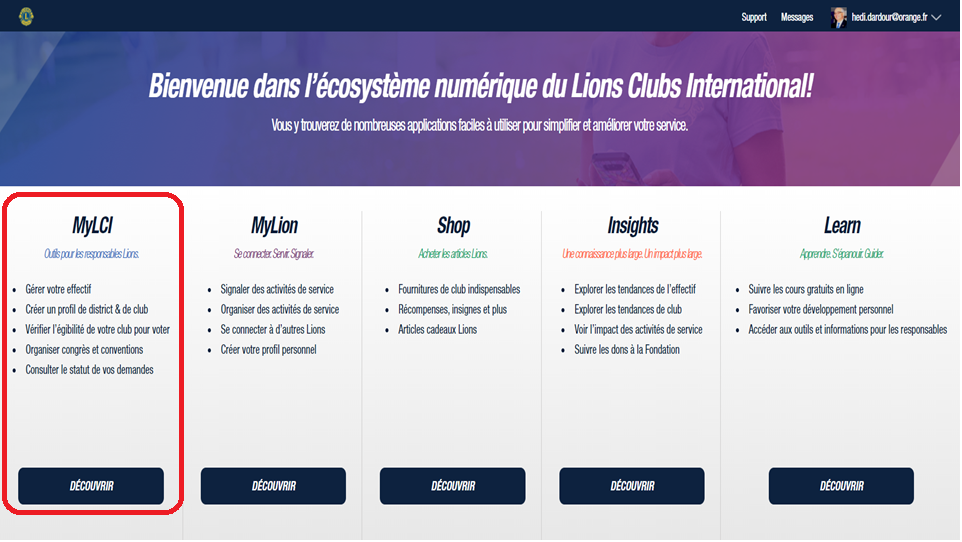 Support Messages hedi.dardour@orange.fr
Bienvenue dans l'écosystème numérique du Lions Clubs International!
Vous y trouverez de nombreuses applications faciles à utiliser pour simplifier et améliorer votre service.
MyLCI
Outils pour les responsables Lions.
• Gérer votre effectif
• Créer un profil de district & de club
• Vérifier l'égibilité de votre club pour voter
• Organiser congrès et conventions
• Consulter le statut de vos demandes
DÉCOUVRIR
MyLion
Se connecter. Servir. Signaler.
• Signaler des activités de service
• Organiser des activités de service
• Se connecter à d'autres Lions
• Créer votre profil personnel
DÉCOUVRIR
Shop
Acheter les articles Lions.
• Fournitures de club indispensables
• Récompenses, insignes et plus
• Articles cadeaux Lions
DÉCOUVRIR
Insights
Une connaissance plus large. Un impact plus large.
• Explorer les tendances de l'effectif
• Explorer les tendances de club
• Voir l'impact des activités de service
• Suivre les dons à la Fondation
DÉCOUVRIR
Learn
Apprendre. S'épanouir. Guider.
• Suivre les cours gratuits en ligne
• Favoriser votre développement personnel
• Accéder aux outils et informations pour les responsables
DÉCOUVRIR